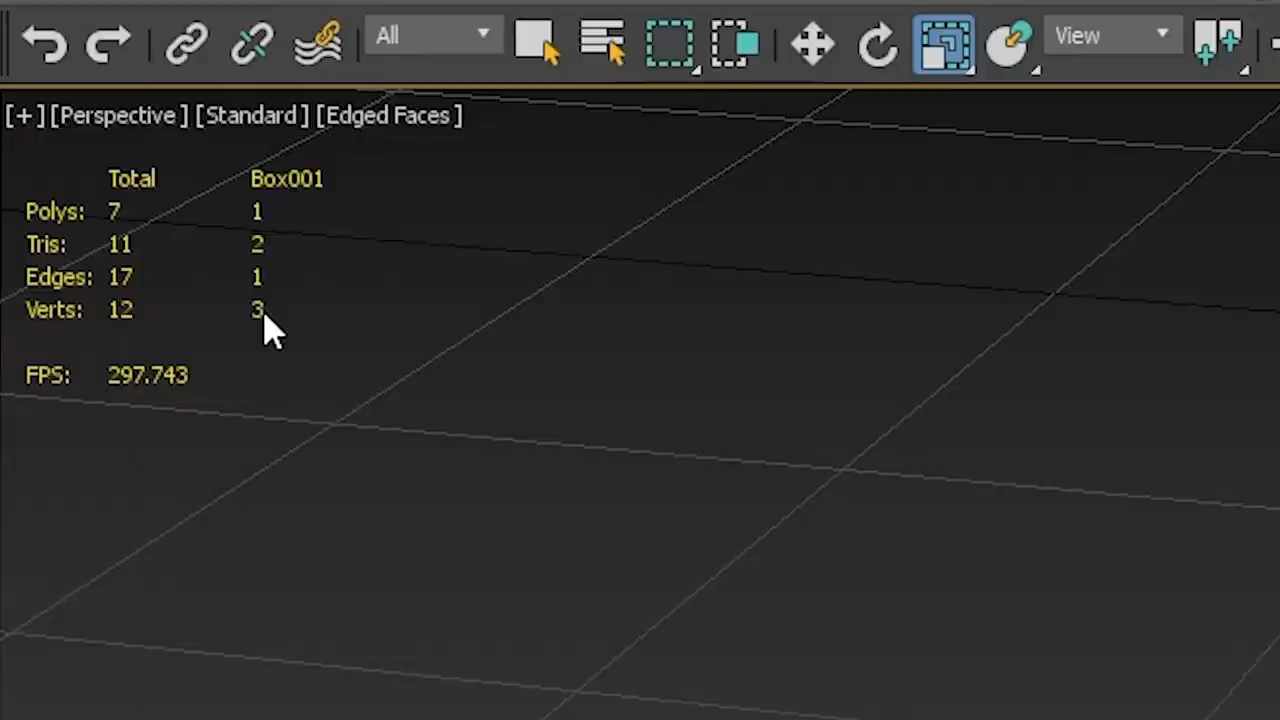 All
View
[+] [Perspective] [Standard] [Edged Faces]
Total Box001
Polys: 7 1
Tris: 11 2
Edges: 17 1
Verts: 12 3
FPS: 297.743